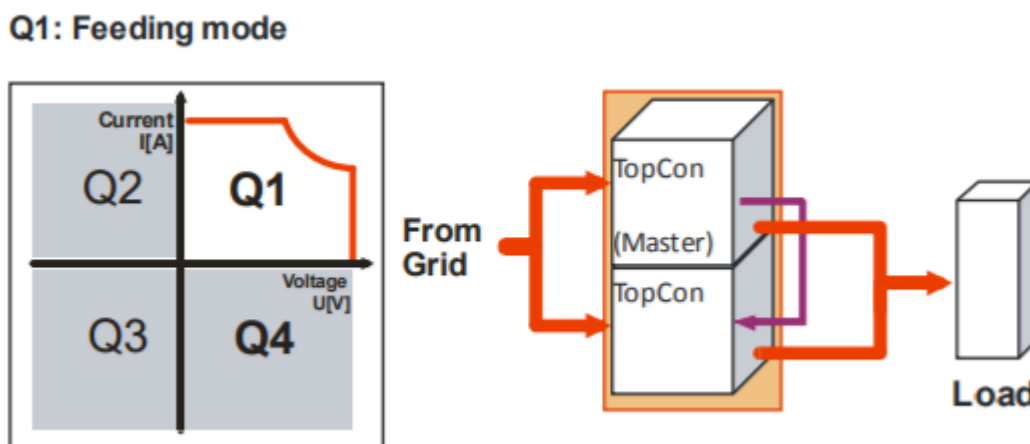 Q1: Feeding mode
Current
I[A]
Q2
Q1
Voltage
U[V]
Q3
Q4
From
Grid
TopCon
(Master)
TopCon
Load